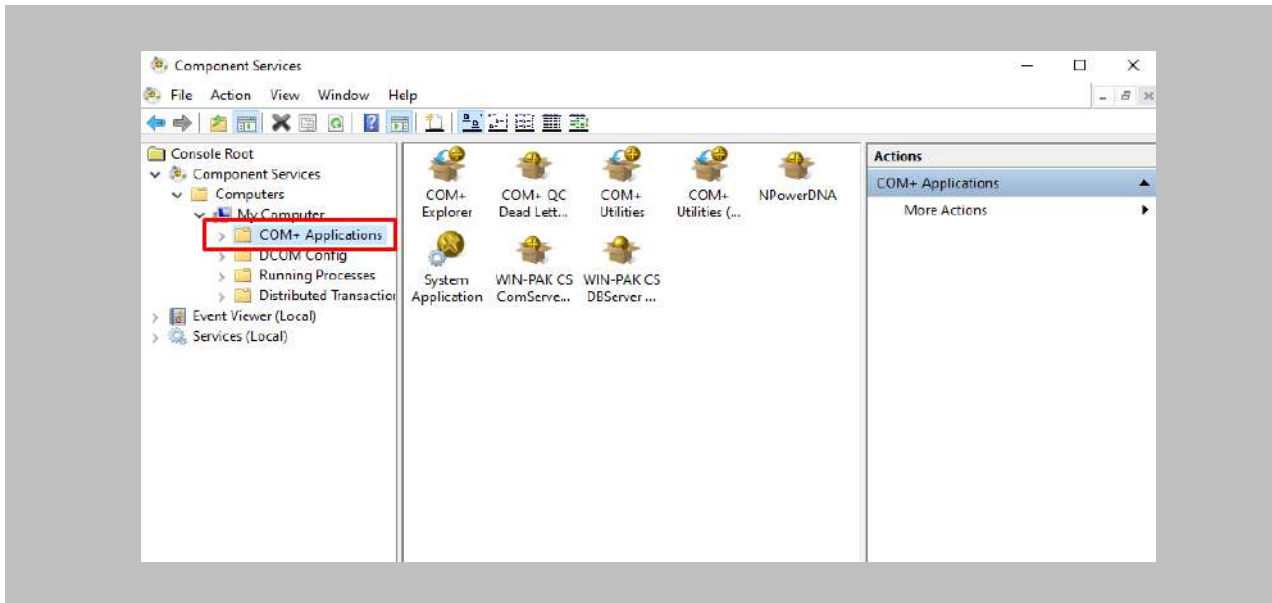 Component Services
File Action View Window Help
Console Root
Component Services
Computers
My Computer
COM+ Applications
DCOM Config
Running Processes
Distributed Transaction
Event Viewer (Local)
Services (Local)
COM+ Explorer
COM+ QC Dead Lett...
COM+ Utilities
COM+ Utilities (...
NPowerDNA
System Application
WIN-PAK CS ComServe...
WIN-PAK CS DBServer ...
Actions
COM+ Applications
More Actions